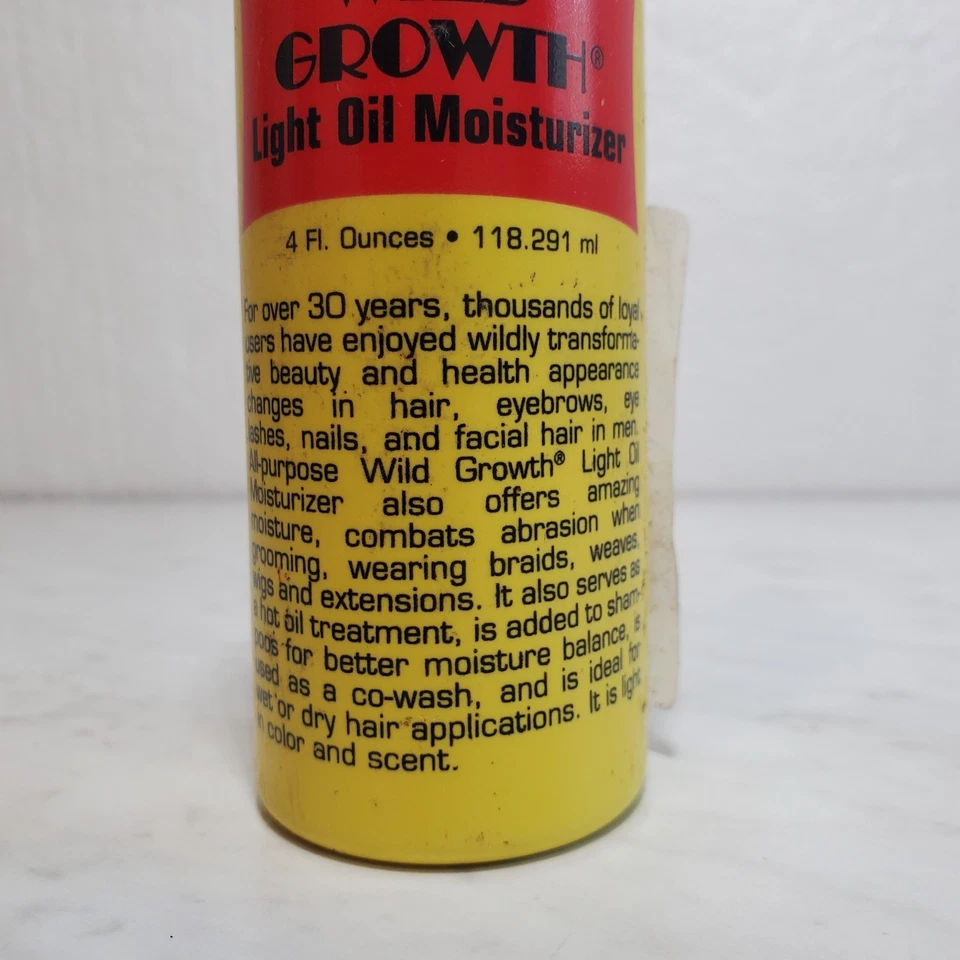 WILD
GROWTH®
Light Oil Moisturizer
4 Fl. Ounces • 118.291 ml
For over 30 years, thousands of loyal
users have enjoyed wildly transforma-
tive beauty and health appearance
changes in hair, eyebrows, eye
lashes, nails, and facial hair in men.
All-purpose Wild Growth® Light Oil
Moisturizer also offers amazing
moisture, combats abrasion when
grooming, wearing braids, weaves,
wigs and extensions. It also serves as
a hot oil treatment, is added to sham-
poos for better moisture balance, is
used as a co-wash, and is ideal for
wet or dry hair applications. It is light
in color and scent.